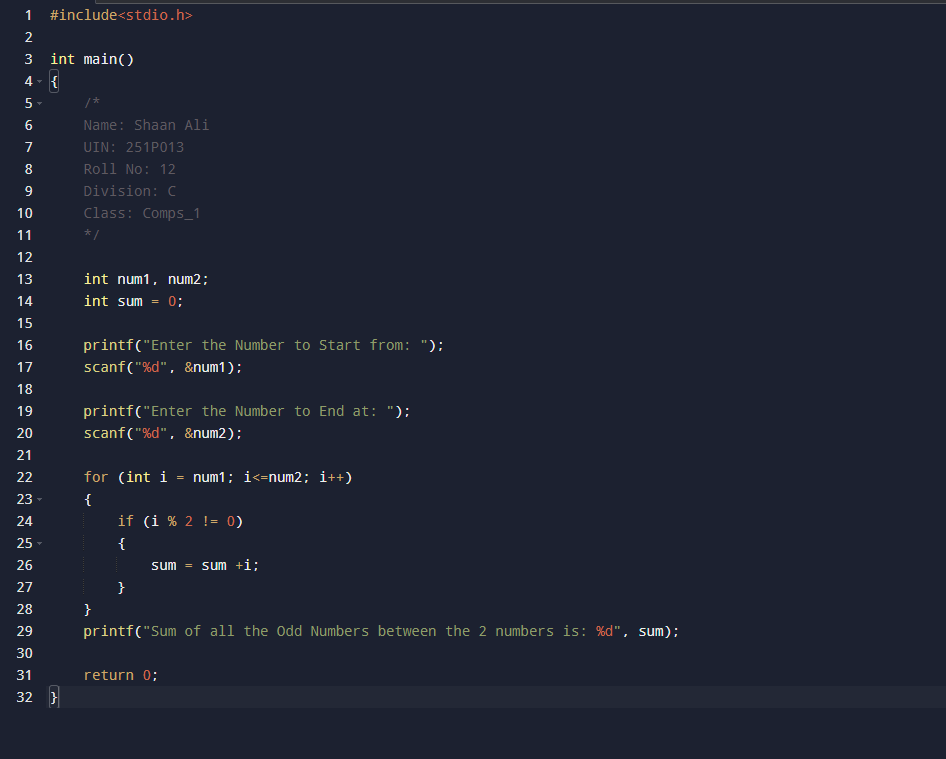 1 #include<stdio.h>
2
3 int main()
4 {
5     /*
6     Name: Shaan Ali
7     UIN: 251P013
8     Roll No: 12
9     Division: C
10     Class: Comps_1
11     */
12
13     int num1, num2;
14     int sum = 0;
15
16     printf("Enter the Number to Start from: ");
17     scanf("%d", &num1);
18
19     printf("Enter the Number to End at: ");
20     scanf("%d", &num2);
21
22     for (int i = num1; i<=num2; i++)
23     {
24         if (i % 2 != 0)
25         {
26             sum = sum +i;
27         }
28     }
29     printf("Sum of all the Odd Numbers between the 2 numbers is: %d", sum);
30
31     return 0;
32 }